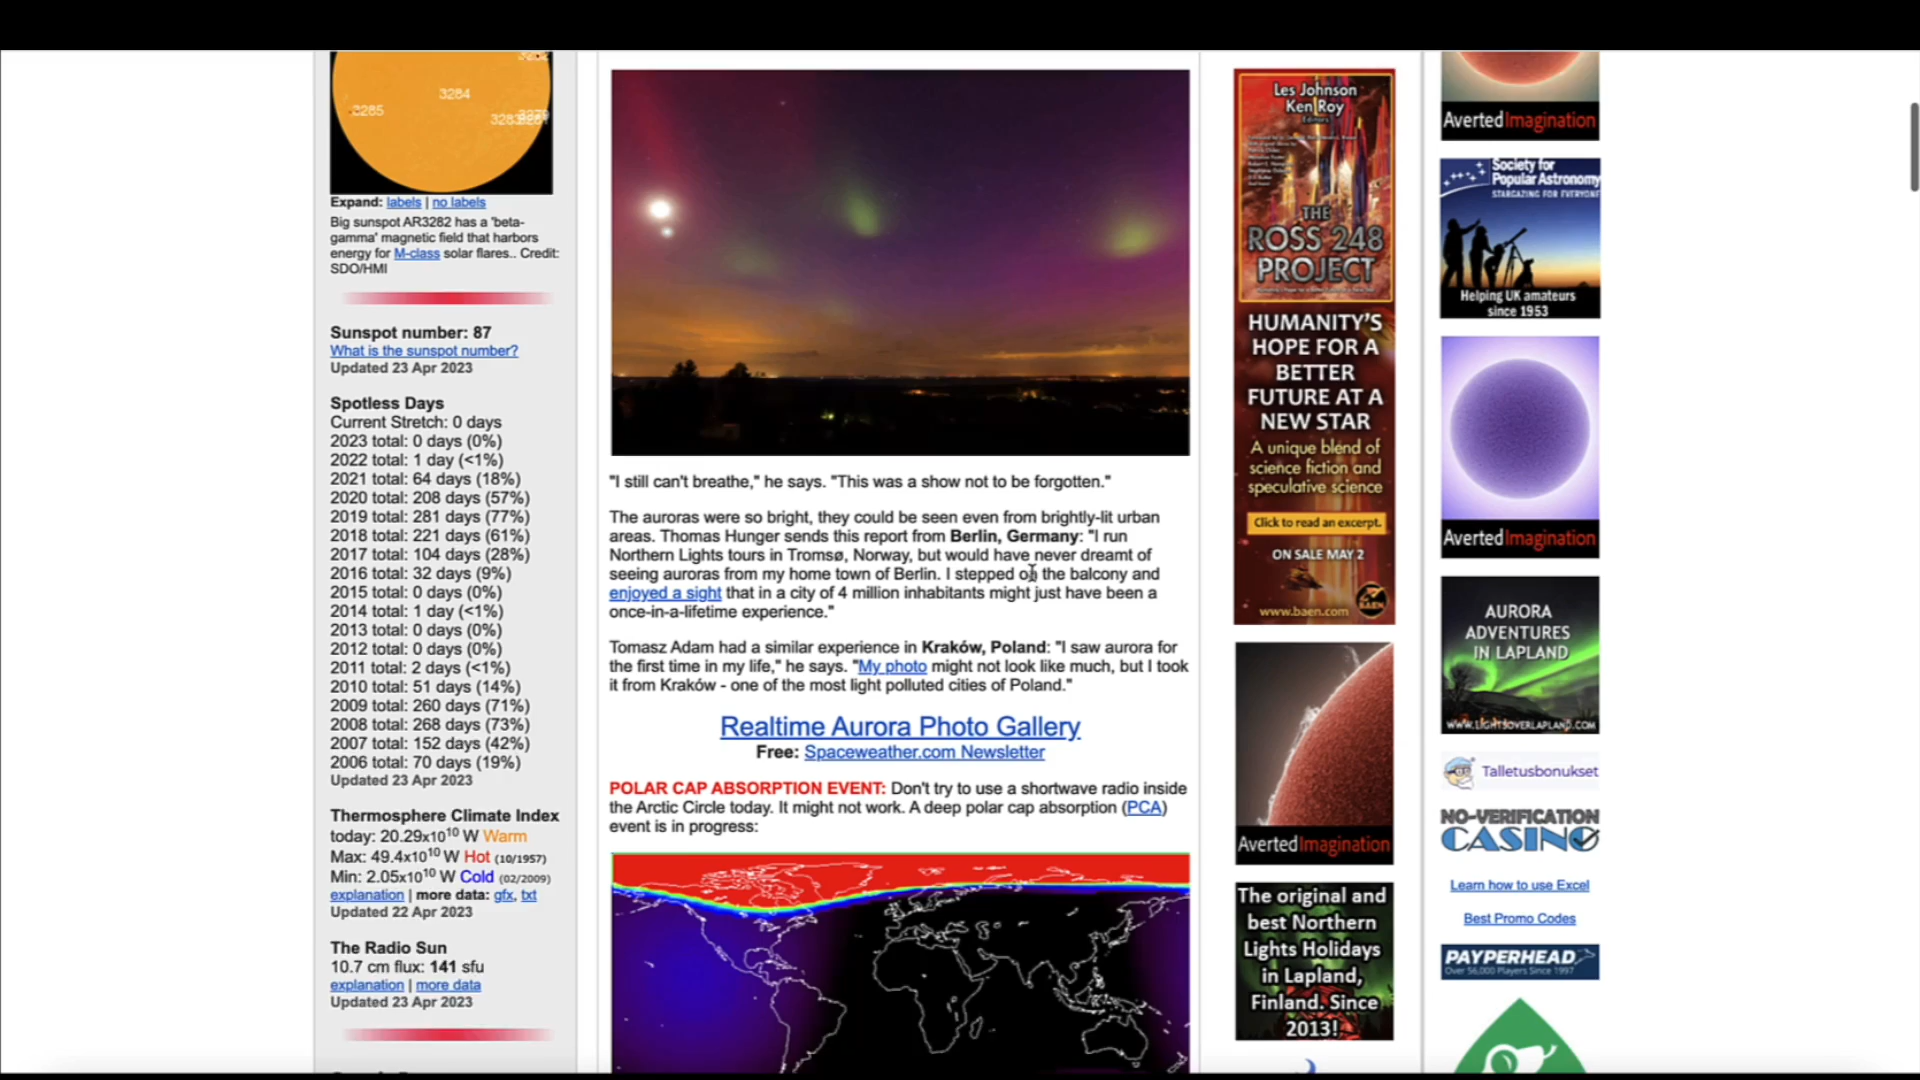 3285
3284
Expand: labels | no labels
Big sunspot AR3282 has a 'beta-
gamma' magnetic field that harbors
energy for M-class solar flares.. Credit:
SDO/HMI
Sunspot number: 87
What is the sunspot number?
Updated 23 Apr 2023
Spotless Days
Current Stretch: 0 days
2023 total: 0 days (0%)
2022 total: 1 day (<1%)
2021 total: 64 days (18%)
2020 total: 208 days (57%)
2019 total: 281 days (77%)
2018 total: 221 days (61%)
2017 total: 104 days (28%)
2016 total: 32 days (9%)
2015 total: 0 days (0%)
2014 total: 1 day (<1%)
2013 total: 0 days (0%)
2012 total: 0 days (0%)
2011 total: 2 days (<1%)
2010 total: 51 days (14%)
2009 total: 260 days (71%)
2008 total: 268 days (73%)
2007 total: 152 days (42%)
2006 total: 70 days (19%)
Updated 23 Apr 2023
Thermosphere Climate Index
today: 20.29x10¹⁰ W Warm
Max: 49.4x10¹⁰ W Hot (10/1957)
Min: 2.05x10¹⁰ W Cold (02/2009)
explanation | more data: gfx, txt
Updated 22 Apr 2023
The Radio Sun
10.7 cm flux: 141 sfu
explanation | more data
Updated 23 Apr 2023
"I still can't breathe," he says. "This was a show not to be forgotten."
The auroras were so bright, they could be seen even from brightly-lit urban
areas. Thomas Hunger sends this report from Berlin, Germany: "I run
Northern Lights tours in Tromsø, Norway, but would have never dreamt of
seeing auroras from my home town of Berlin. I stepped on the balcony and
enjoyed a sight that in a city of 4 million inhabitants might just have been a
once-in-a-lifetime experience."
Tomasz Adam had a similar experience in Kraków, Poland: "I saw aurora for
the first time in my life," he says. "My photo might not look like much, but I took
it from Kraków - one of the most light polluted cities of Poland."
Realtime Aurora Photo Gallery
Free: Spaceweather.com Newsletter
POLAR CAP ABSORPTION EVENT: Don't try to use a shortwave radio inside
the Arctic Circle today. It might not work. A deep polar cap absorption (PCA)
event is in progress:
Les Johnson
Ken Roy
Editors
THE
ROSS 248
PROJECT
HUMANITY'S
HOPE FOR A
BETTER
FUTURE AT A
NEW STAR
A unique blend of
science fiction and
speculative science
Click to read an excerpt.
ON SALE MAY 2
www.baen.com
BAEN
AvertedImagination
The original and
best Northern
Lights Holidays
in Lapland,
Finland. Since
2013!
AvertedImagination
Society for
Popular Astronomy
STARGAZING FOR EVERYONE
Helping UK amateurs
since 1953
AvertedImagination
AURORA
ADVENTURES
IN LAPLAND
WWW.LIGHTSOVERLAPLAND.COM
Talletusbonukset
NO-VERIFICATION
CASINO
Learn how to use Excel
Best Promo Codes
PAYPERHEAD
Over 56,000 Players Since 1997